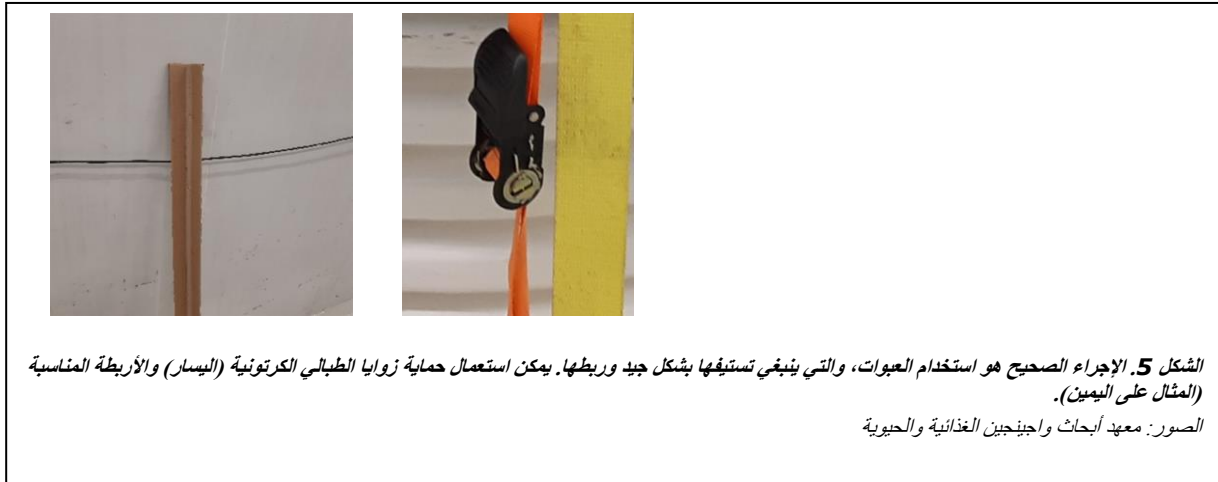 الشكل 5. الإجراء الصحيح هو استخدام العبوات، والتي ينبغي تستيفها بشكل جيد وربطها. يمكن استعمال حماية زوايا الطبالي الكرتونية (اليسار) والأربطة المناسبة
(المثال على اليمين).
الصور: معهد أبحاث واجينجين الغذائية والحيوية